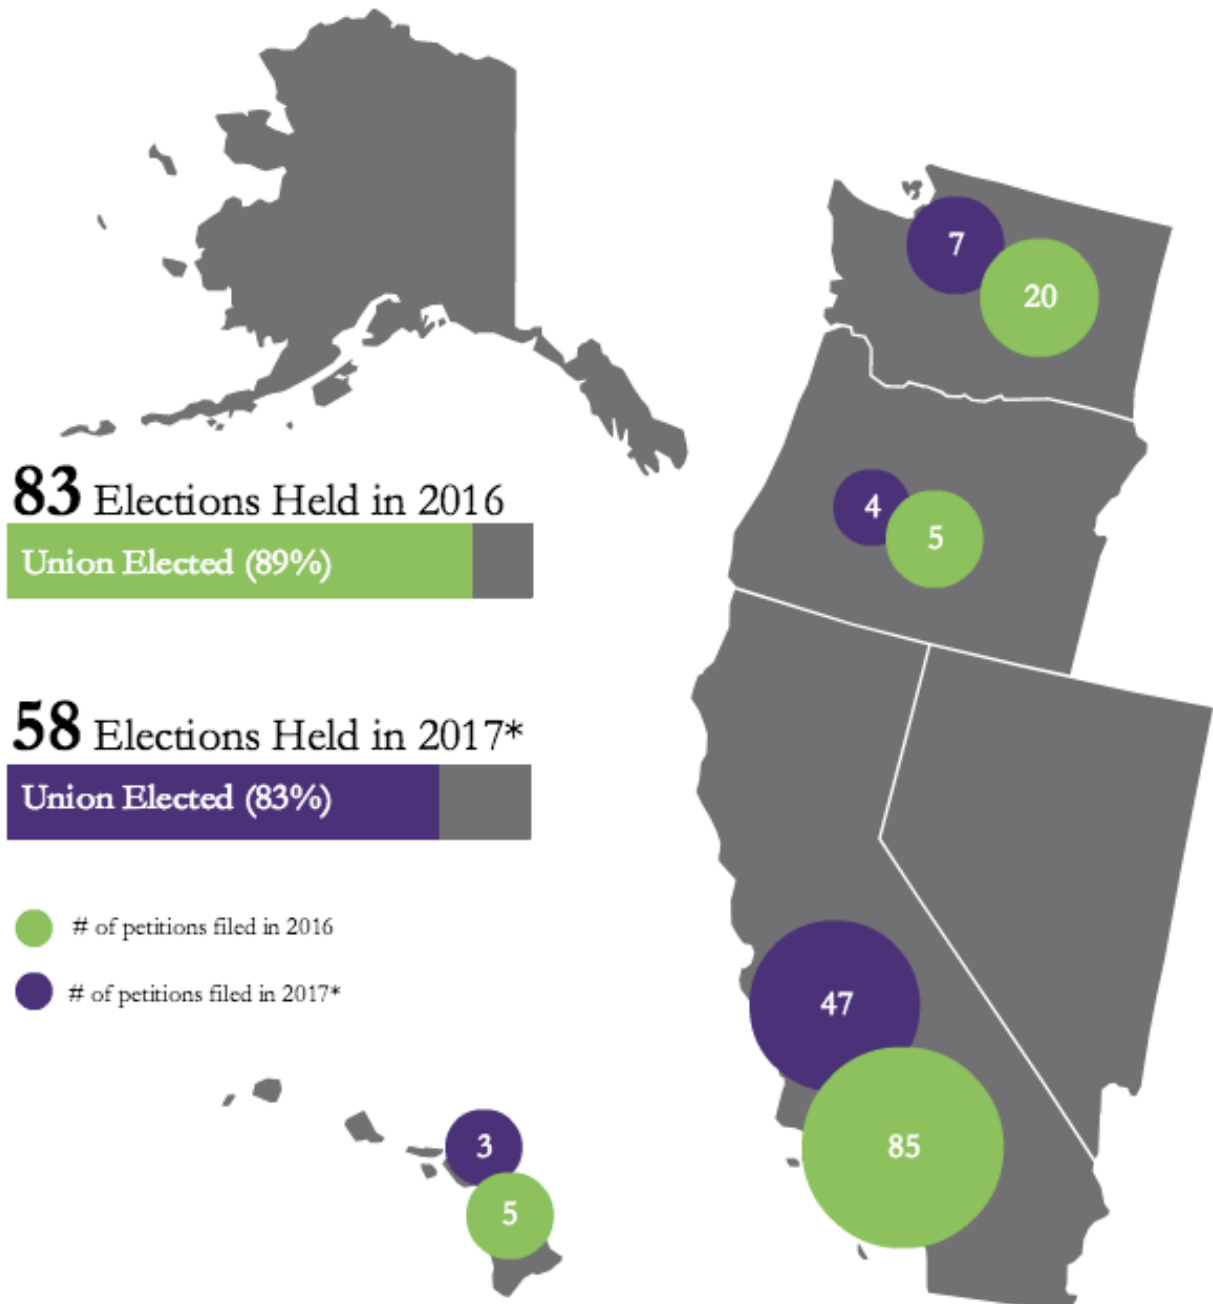 7
20
83 Elections Held in 2016
4
5
Union Elected (89%)
58 Elections Held in 2017*
Union Elected (83%)
# of petitions filed in 2016
# of petitions filed in 2017*
47
85
3
5